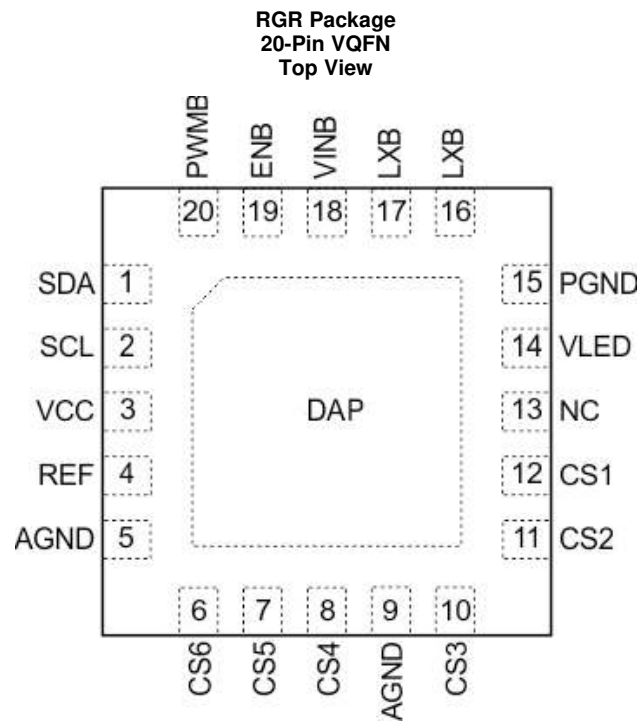 RGR Package
20-Pin VQFN
Top View
PWMB
ENB
VINB
LXB
LXB
20
19
18
17
16
SDA 1
SCL 2
VCC 3
REF 4
AGND 5
DAP
15 PGND
14 VLED
13 NC
12 CS1
11 CS2
6
7
8
9
10
CS6
CS5
CS4
AGND
CS3